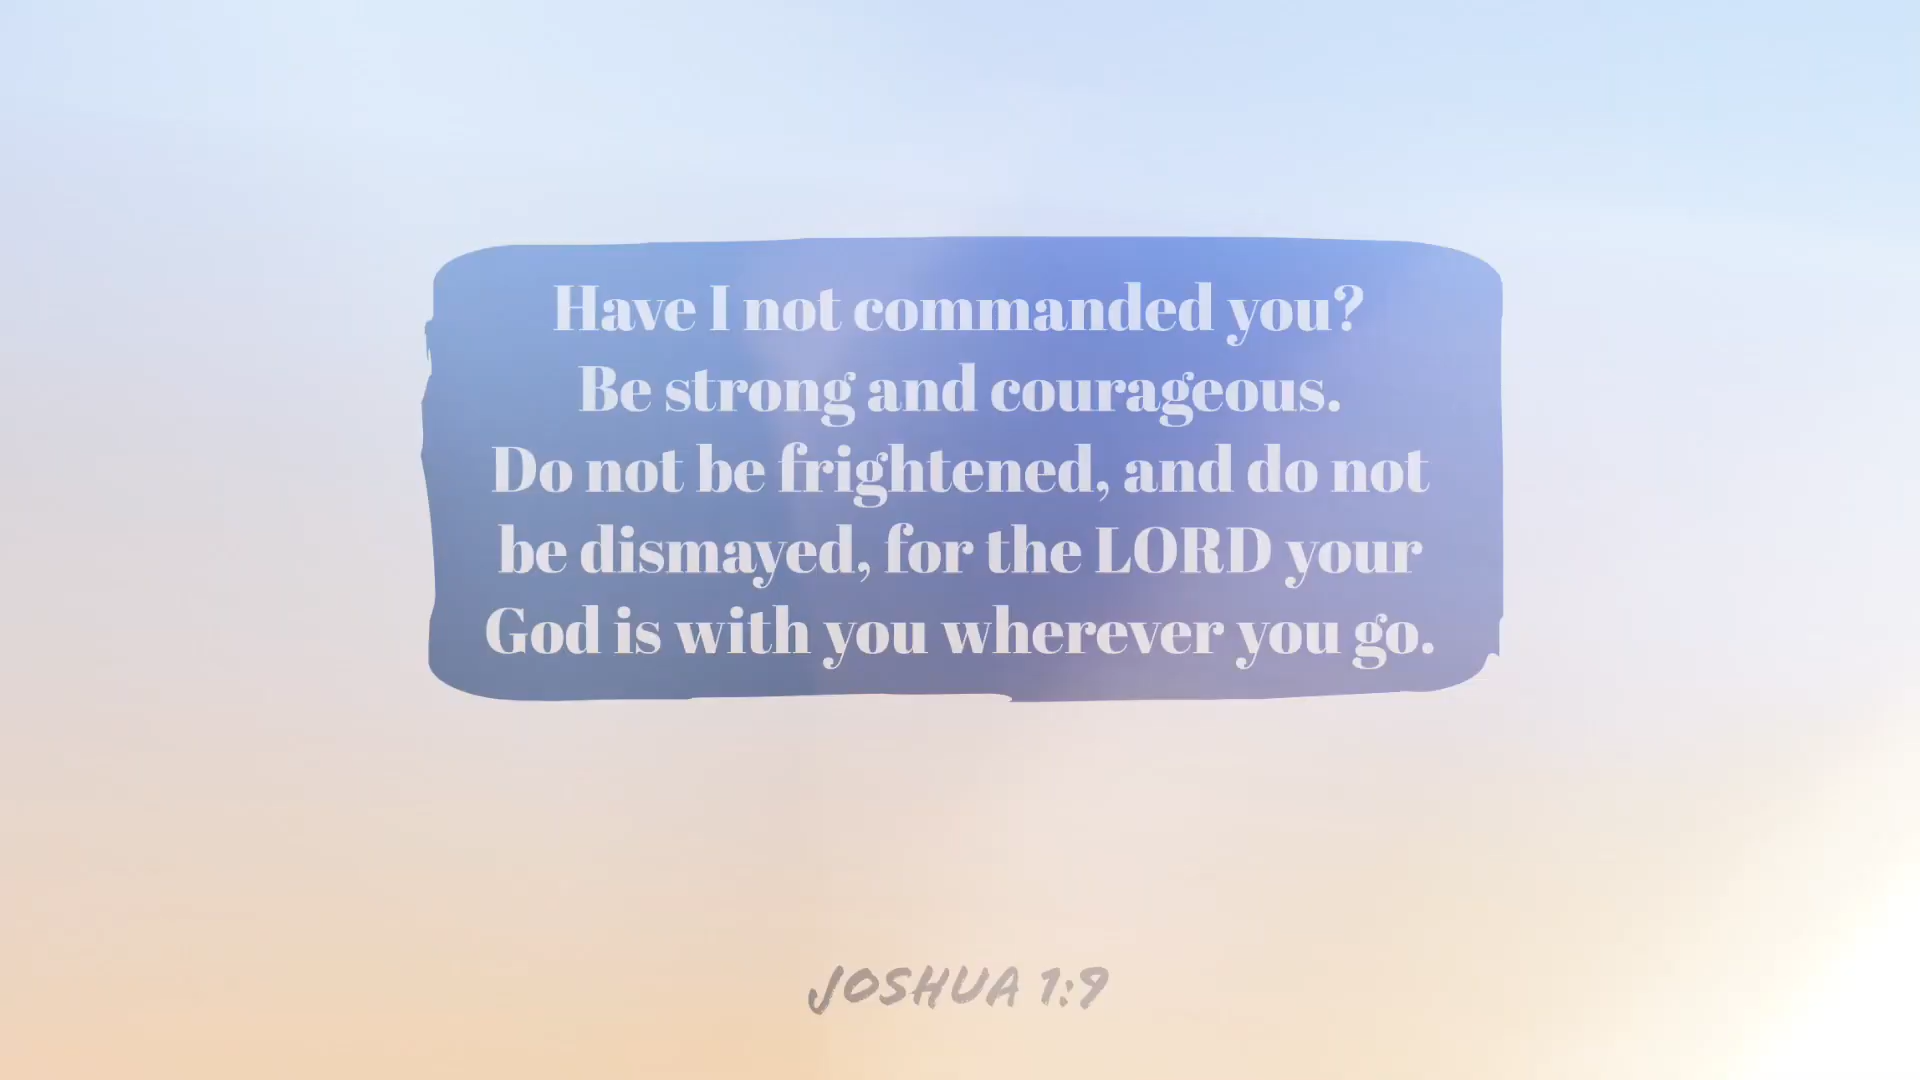 Have I not commanded you?
Be strong and courageous.
Do not be frightened, and do not
be dismayed, for the LORD your
God is with you wherever you go.
JOSHUA 1:9